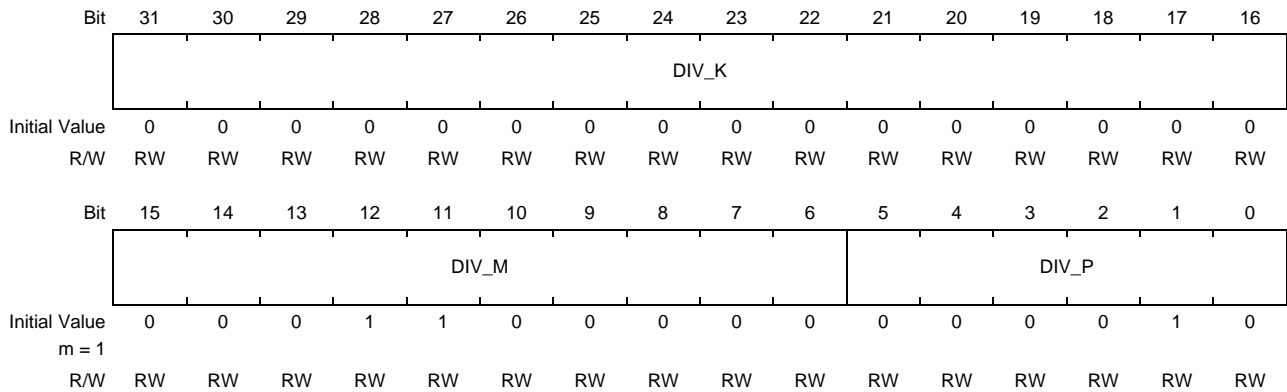 Bit 31 30 29 28 27 26 25 24 23 22 21 20 19 18 17 16
DIV_K
Initial Value 0 0 0 0 0 0 0 0 0 0 0 0 0 0 0 0
R/W RW RW RW RW RW RW RW RW RW RW RW RW RW RW RW RW
Bit 15 14 13 12 11 10 9 8 7 6 5 4 3 2 1 0
DIV_M DIV_P
Initial Value 0 0 0 1 1 0 0 0 0 0 0 0 0 0 1 0
m = 1
R/W RW RW RW RW RW RW RW RW RW RW RW RW RW RW RW RW